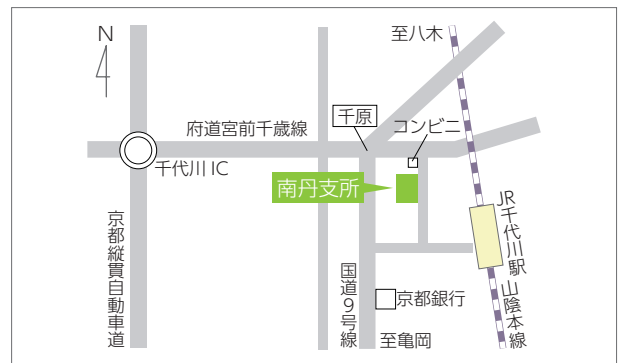 N
至八木
千原
コンビニ
府道宮前千歳線
千代川IC
南丹支所
京都縦貫自動車道
国道9号線
京都銀行
至亀岡
JR千代川駅
山陰本線